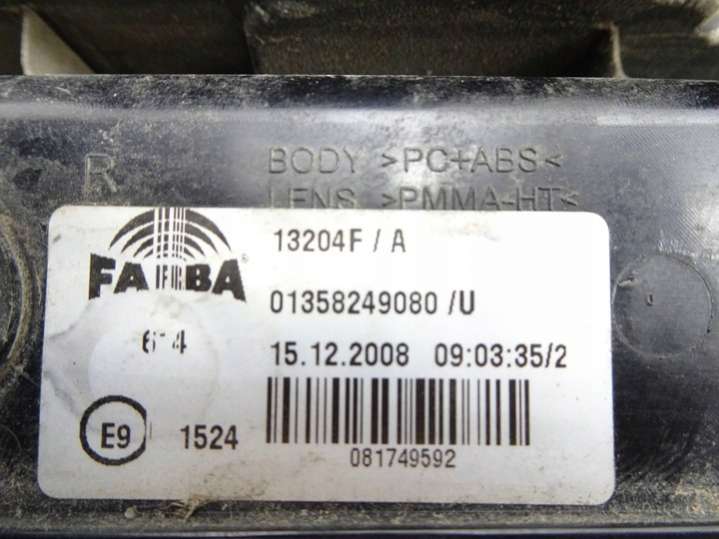 R
BODY >PC+ABS<
LENS >PMMA-HT<
13204F / A
FARBA
01358249080 /U
15.12.2008 09:03:35/2
E9 1524
081749592